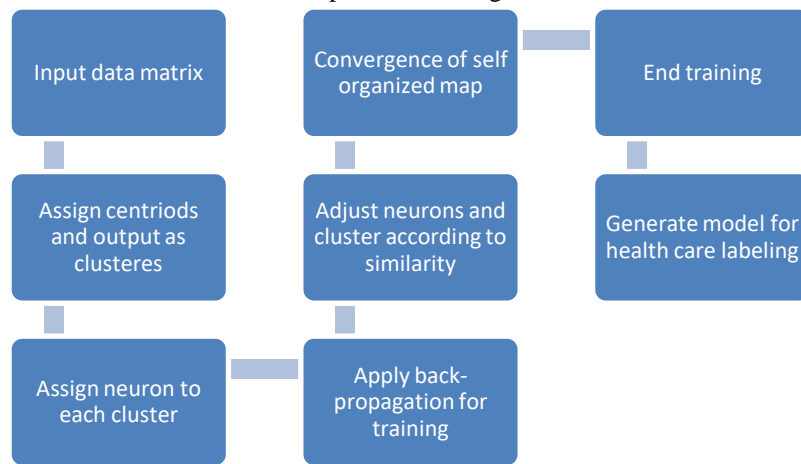 Input data matrix
Assign centriods
and output as
clusteres
Assign neuron to
each cluster
Apply back-
propagation for
training
Adjust neurons and
cluster according to
similarity
Convergence of self
organized map
End training
Generate model for
health care labeling